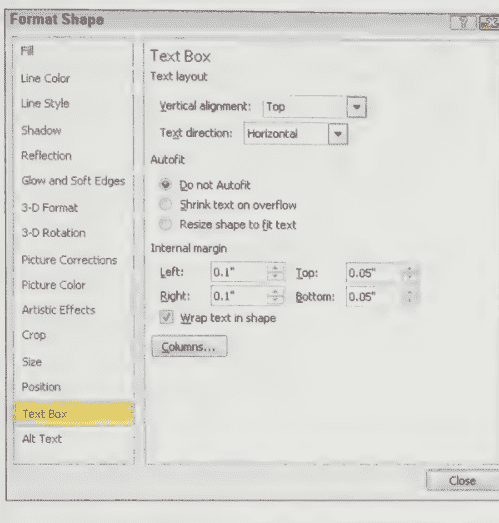 Format Shape
Fill
Line Color
Line Style
Shadow
Reflection
Glow and Soft Edges
3-D Format
3-D Rotation
Picture Corrections
Picture Color
Artistic Effects
Crop
Size
Position
Text Box
Alt Text
Text Box
Text layout
Vertical alignment: Top
Text direction: Horizontal
Autofit
Do not Autofit
Shrink text on overflow
Resize shape to fit text
Internal margin
Left: 0.1" Top: 0.05"
Right: 0.1" Bottom: 0.05"
Wrap text in shape
Columns...
Close